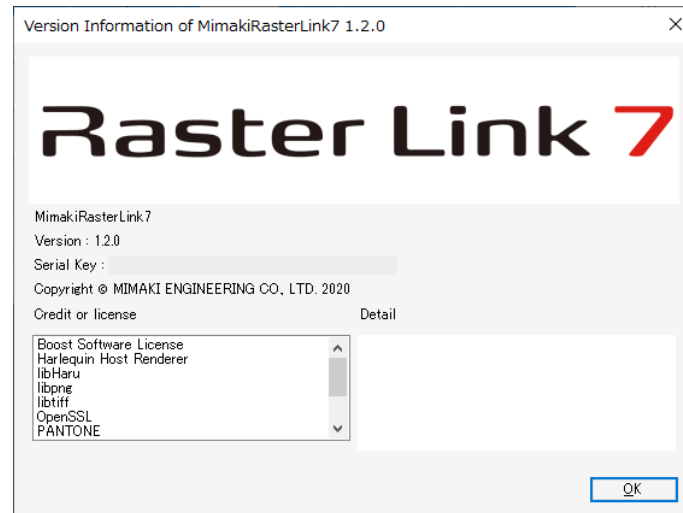 Version Information of MimakiRasterLink7 1.2.0
Raster Link 7
MimakiRasterLink7
Version : 1.2.0
Serial Key :
Copyright © MIMAKI ENGINEERING CO., LTD. 2020
Credit or license
Detail
Boost Software License
Harlequin Host Renderer
libHaru
libpng
libtiff
OpenSSL
PANTONE
OK